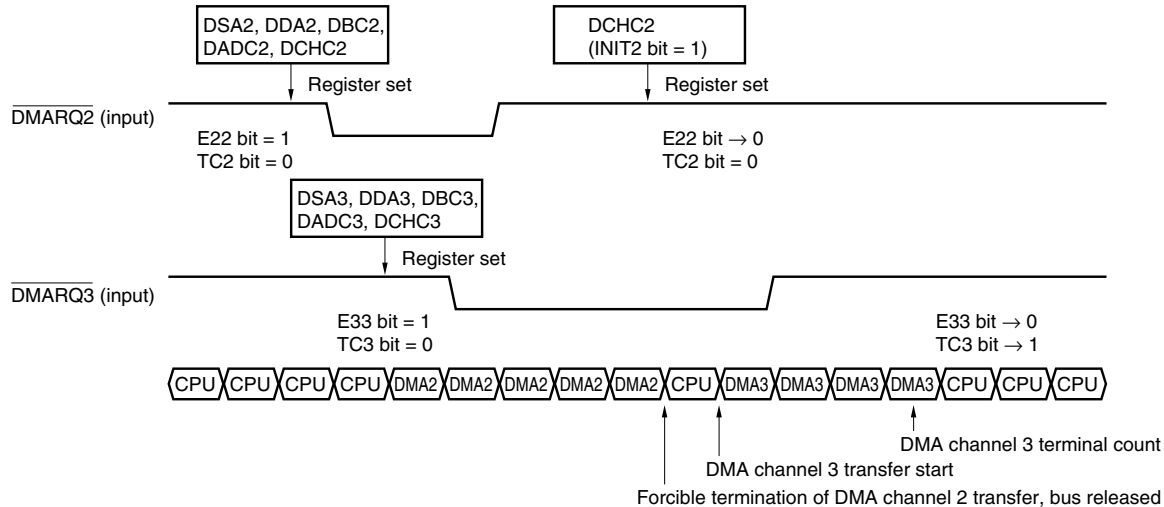 DSA2, DDA2, DBC2,
DADC2, DCHC2
DCHC2
(INIT2 bit = 1)
Register set
Register set
DMARQ2 (input)
E22 bit = 1
TC2 bit = 0
E22 bit → 0
TC2 bit = 0
DSA3, DDA3, DBC3,
DADC3, DCHC3
Register set
DMARQ3 (input)
E33 bit = 1
TC3 bit = 0
E33 bit → 0
TC3 bit → 1
CPU CPU CPU CPU DMA2 DMA2 DMA2 DMA2 DMA2 CPU DMA3 DMA3 DMA3 DMA3 CPU CPU CPU
DMA channel 3 terminal count
DMA channel 3 transfer start
Forcible termination of DMA channel 2 transfer, bus released